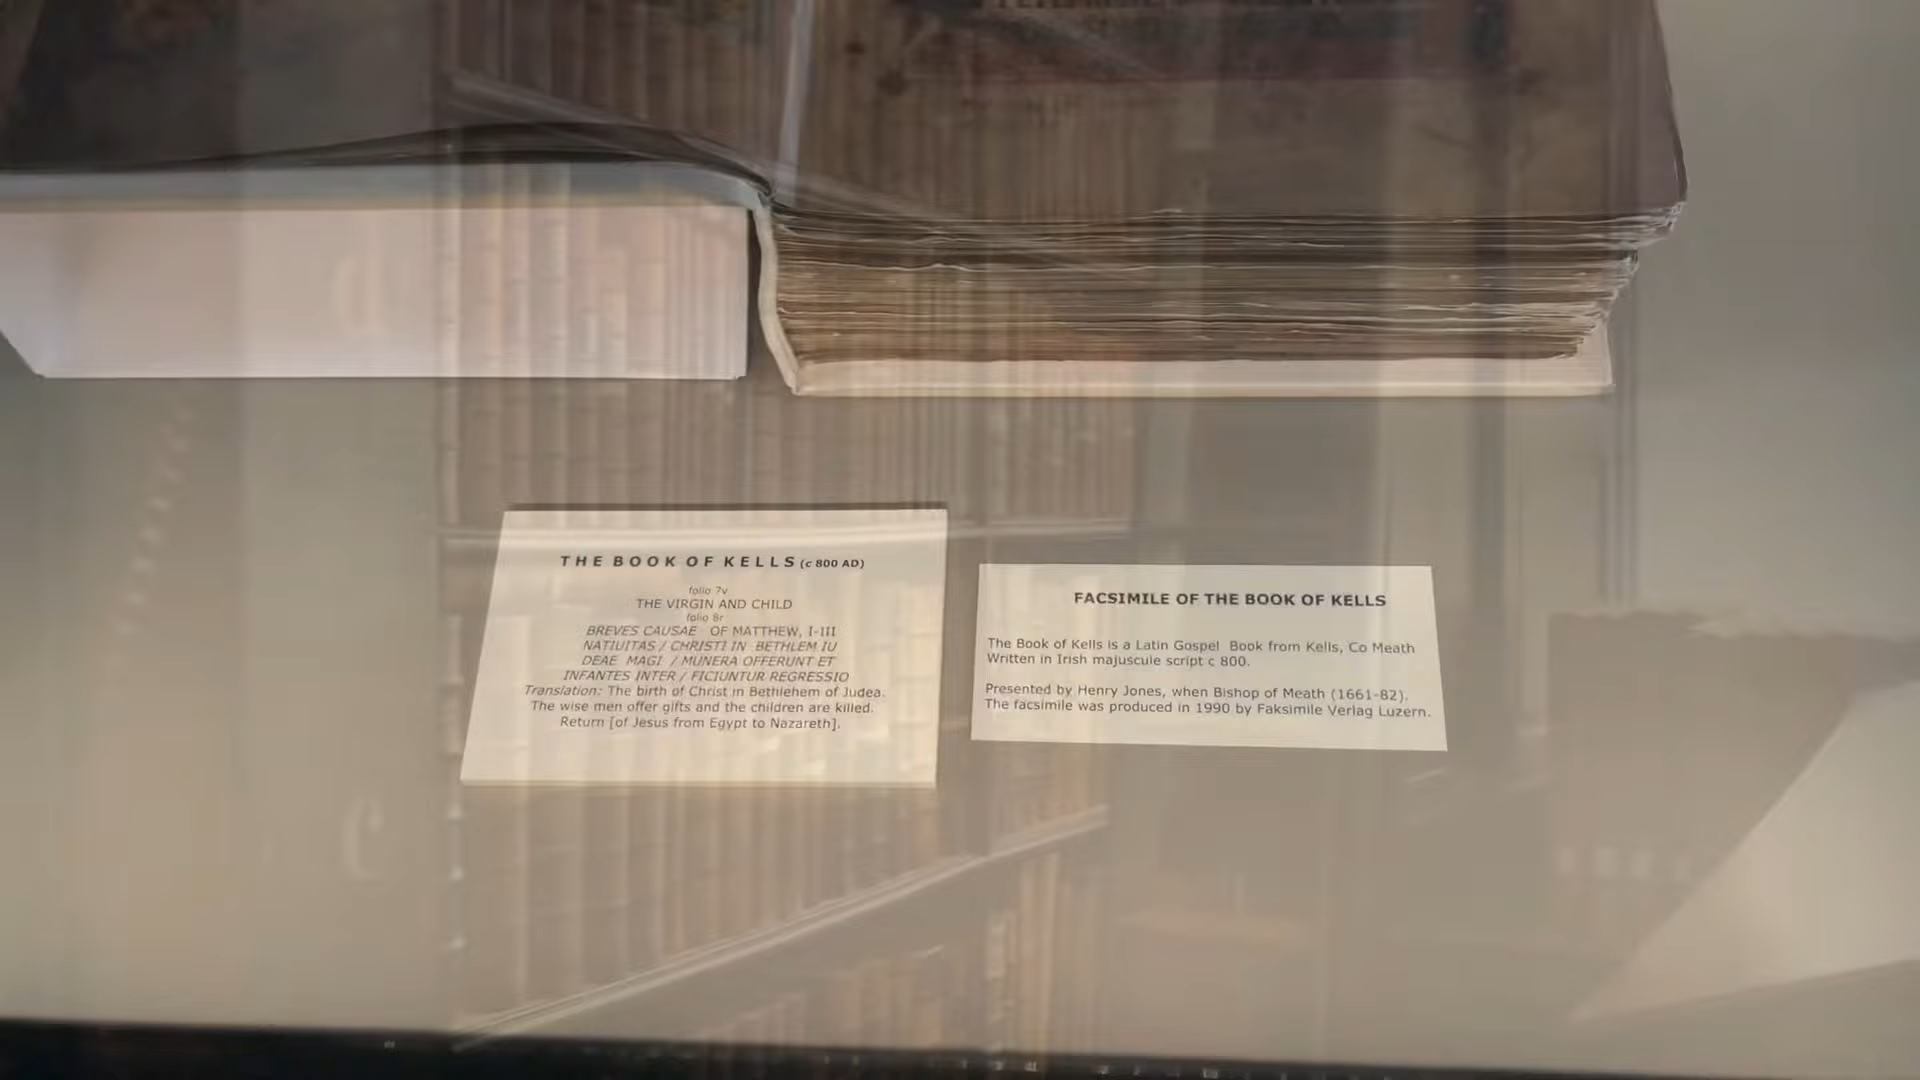 THE BOOK OF KELLS (c 800 AD)
folio 7v
THE VIRGIN AND CHILD
folio 8r
BREVES CAUSAE OF MATTHEW, I-III
NATIUITAS / CHRISTI IN BETHLEM IU
DEAE MAGI / MUNERA OFFERUNT ET
INFANTES INTER / FICIUNTUR REGRESSIO
Translation: The birth of Christ in Bethlehem of Judea.
The wise men offer gifts and the children are killed.
Return [of Jesus from Egypt to Nazareth].
FACSIMILE OF THE BOOK OF KELLS
The Book of Kells is a Latin Gospel Book from Kells, Co Meath
Written in Irish majuscule script c 800.
Presented by Henry Jones, when Bishop of Meath (1661-82).
The facsimile was produced in 1990 by Faksimile Verlag Luzern.